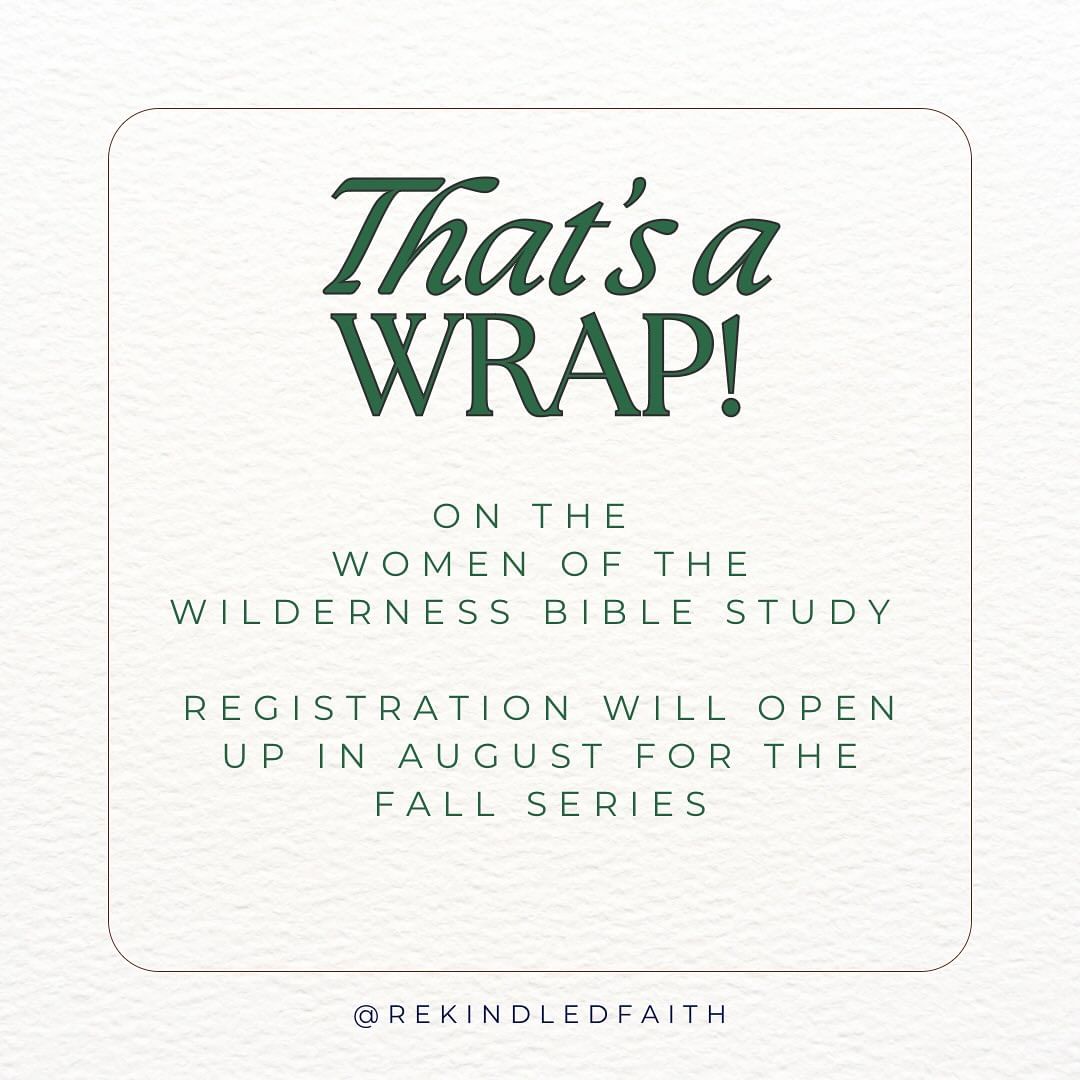 That's a
WRAP!
ON THE
WOMEN OF THE
WILDERNESS BIBLE STUDY
REGISTRATION WILL OPEN
UP IN AUGUST FOR THE
FALL SERIES
@REKINDLEDFAITH